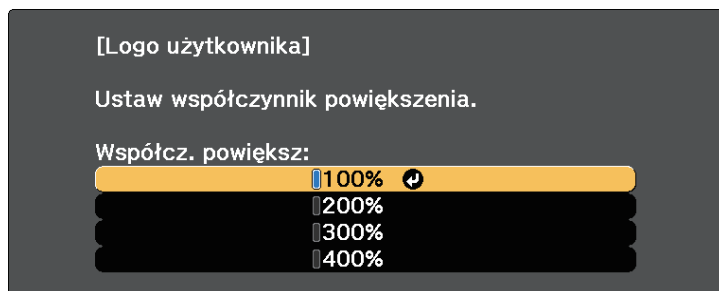 [Logo użytkownika]
Ustaw współczynnik powiększenia.
Współcz. powiększ:
100%
200%
300%
400%